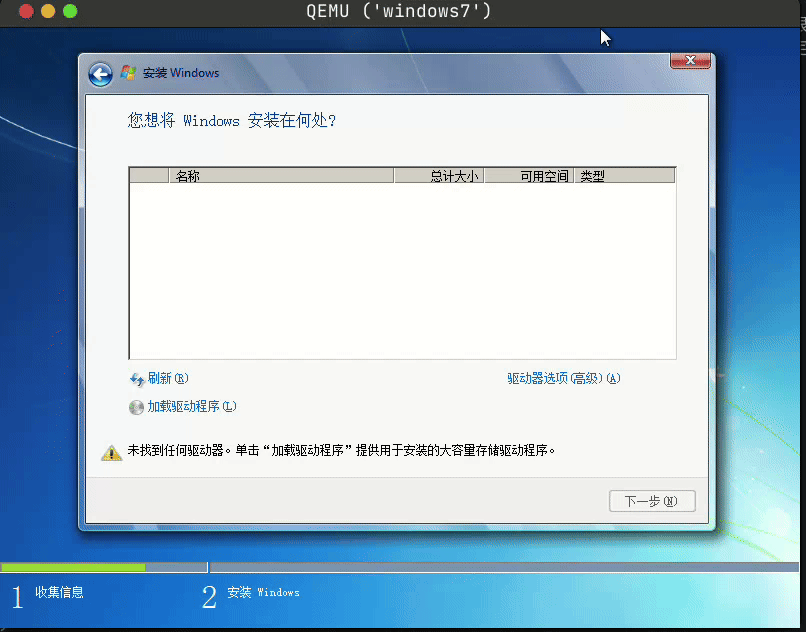 QEMU ('windows7')
安装 Windows
您想将 Windows 安装在何处?
名称 总计大小 可用空间 类型
刷新(R) 驱动器选项(高级)(A)
加载驱动程序(L)
未找到任何驱动器。单击“加载驱动程序”提供用于安装的大容量存储驱动程序。
下一步(N)
1 收集信息 2 安装 Windows